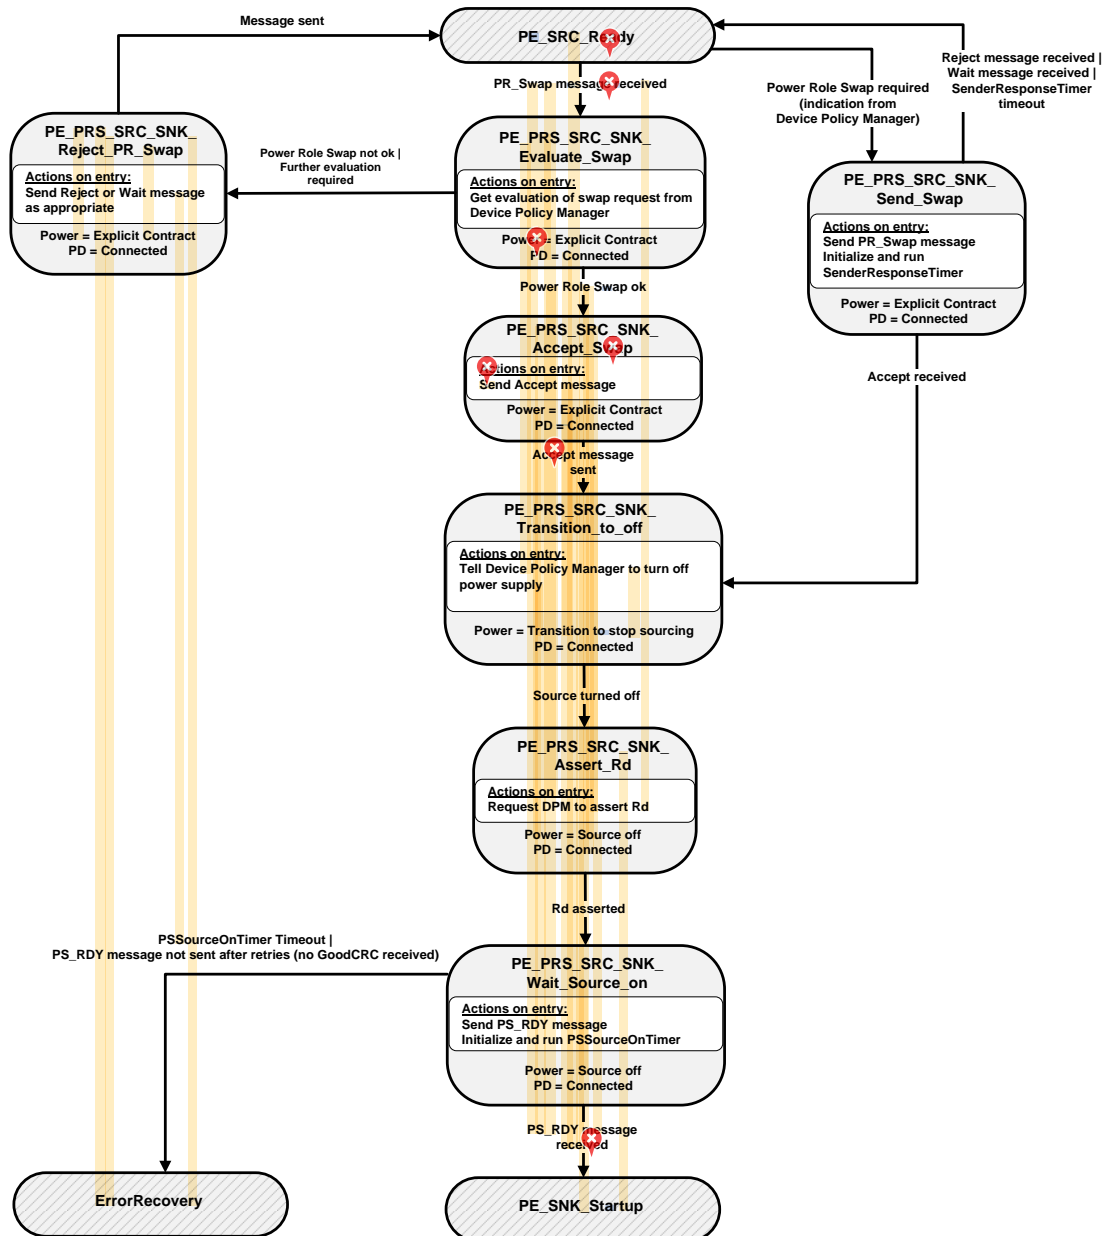 Message sent
PE_SRC_Ready
Reject message received |
Wait message received |
SenderResponseTimer
timeout
PR_Swap message received
Power Role Swap required
(indication from
Device Policy Manager)
PE_PRS_SRC_SNK_
Reject_PR_Swap
Actions on entry:
Send Reject or Wait message
as appropriate
Power = Explicit Contract
PD = Connected
Power Role Swap not ok |
Further evaluation
required
PE_PRS_SRC_SNK_
Evaluate_Swap
Actions on entry:
Get evaluation of swap request from
Device Policy Manager
Power = Explicit Contract
PD = Connected
PE_PRS_SRC_SNK_
Send_Swap
Actions on entry:
Send PR_Swap message
Initialize and run
SenderResponseTimer
Power = Explicit Contract
PD = Connected
Power Role Swap ok
PE_PRS_SRC_SNK_
Accept_Swap
Actions on entry:
Send Accept message
Power = Explicit Contract
PD = Connected
Accept received
Accept message
sent
PE_PRS_SRC_SNK_
Transition_to_off
Actions on entry:
Tell Device Policy Manager to turn off
power supply
Power = Transition to stop sourcing
PD = Connected
Source turned off
PE_PRS_SRC_SNK_
Assert_Rd
Actions on entry:
Request DPM to assert Rd
Power = Source off
PD = Connected
Rd asserted
PSSourceOnTimer Timeout |
PS_RDY message not sent after retries (no GoodCRC received)
PE_PRS_SRC_SNK_
Wait_Source_on
Actions on entry:
Send PS_RDY message
Initialize and run PSSourceOnTimer
Power = Source off
PD = Connected
PS_RDY message
received
ErrorRecovery
PE_SNK_Startup